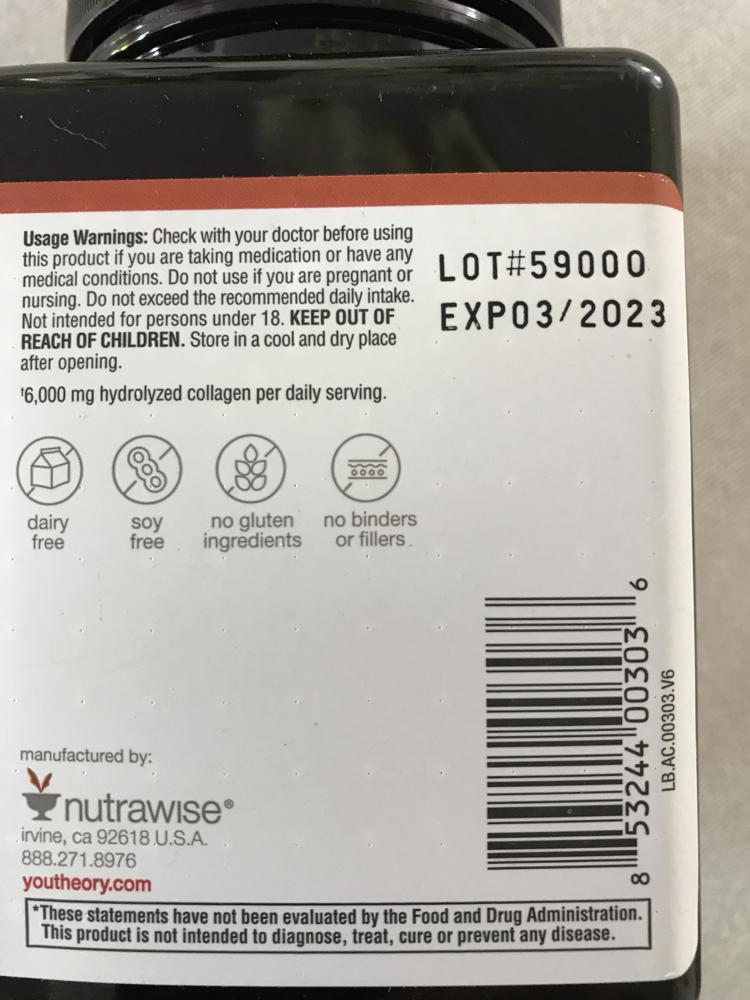 Usage Warnings: Check with your doctor before using
this product if you are taking medication or have any
medical conditions. Do not use if you are pregnant or
nursing. Do not exceed the recommended daily intake.
Not intended for persons under 18. KEEP OUT OF
REACH OF CHILDREN. Store in a cool and dry place
after opening.
†6,000 mg hydrolyzed collagen per daily serving.
LOT#59000
EXP03/2023
dairy
free
soy
free
no gluten
ingredients
no binders
or fillers
8 53244 00303 6
LB.AC.00303.V6
manufactured by:
nutrawise®
irvine, ca 92618 U.S.A.
888.271.8976
youtheory.com
*These statements have not been evaluated by the Food and Drug Administration.
This product is not intended to diagnose, treat, cure or prevent any disease.